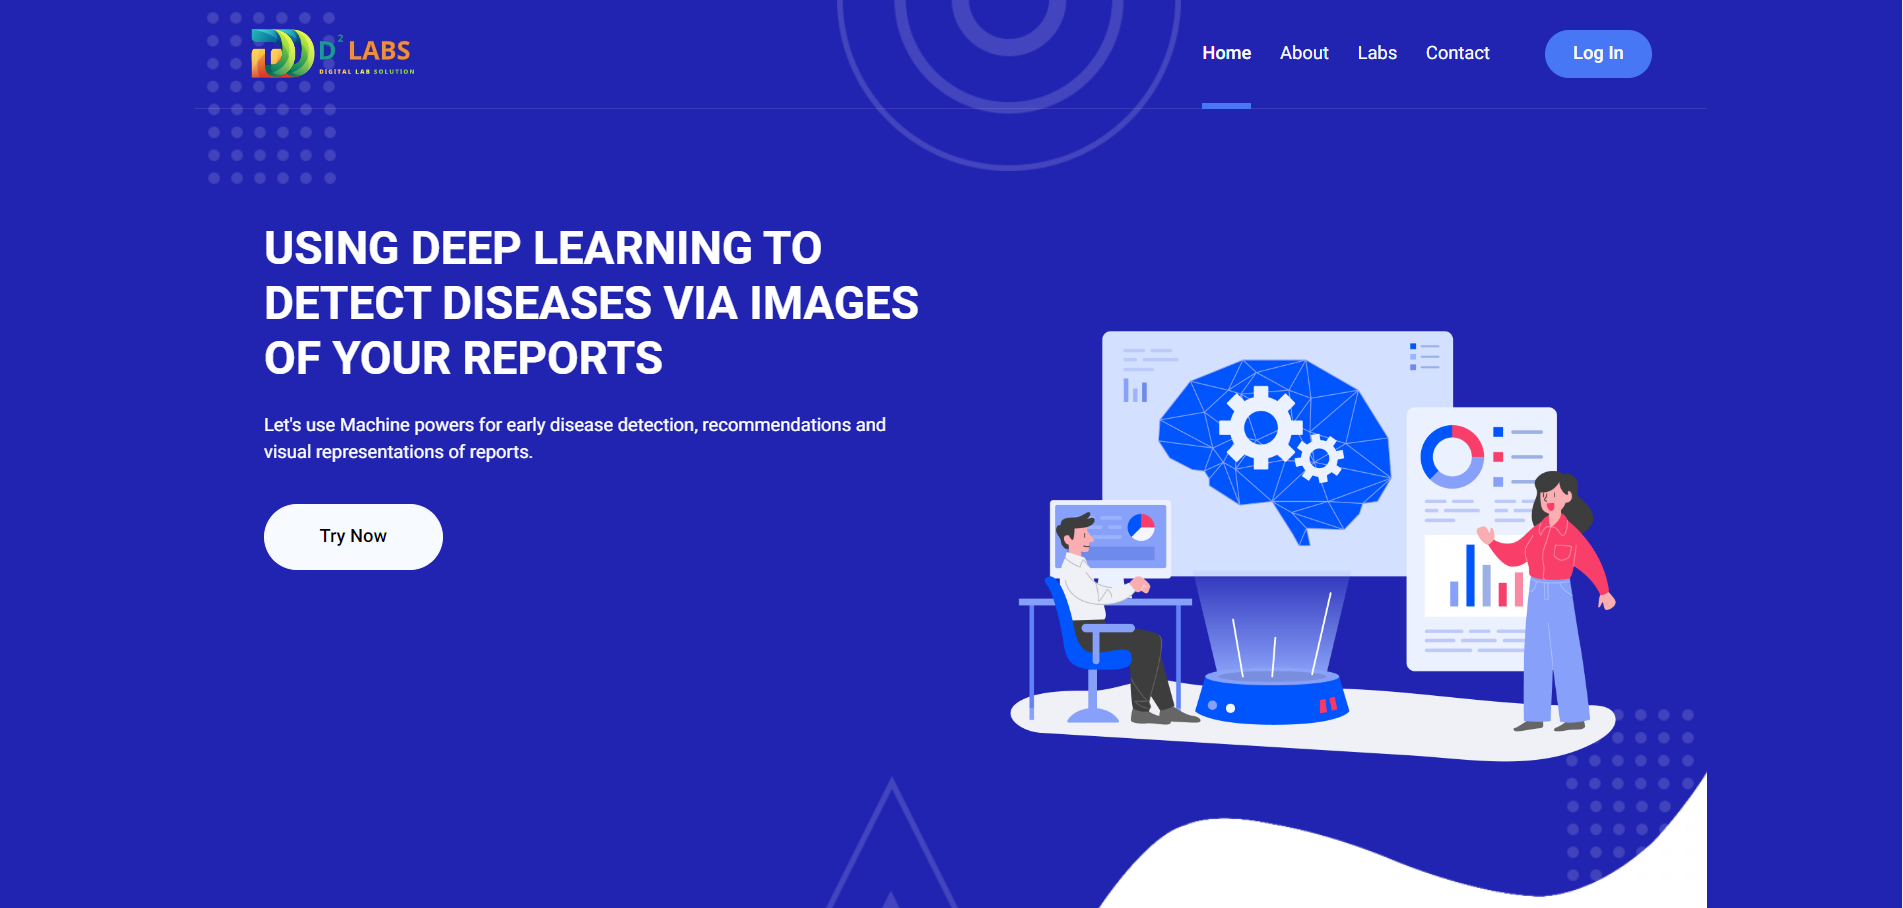 D² LABS
DIGITAL LAB SOLUTION
Home About Labs Contact Log In
USING DEEP LEARNING TO
DETECT DISEASES VIA IMAGES
OF YOUR REPORTS
Let's use Machine powers for early disease detection, recommendations and
visual representations of reports.
Try Now